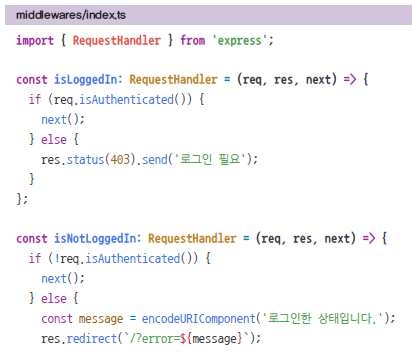 middlewares/index.ts
import { RequestHandler } from 'express';
const isLoggedIn: RequestHandler = (req, res, next) => {
if (req.isAuthenticated()) {
next();
} else {
res.status(403).send('로그인 필요');
}
};
const isNotLoggedIn: RequestHandler = (req, res, next) => {
if (!req.isAuthenticated()) {
next();
} else {
const message = encodeURIComponent('로그인한 상태입니다.');
res.redirect(`/?error=${message}`);